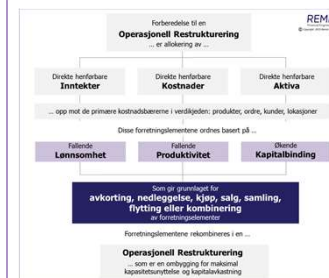 REM
Forberedelse til en
Operasjonell Restrukturering
... er allokering av ...
Direkte henførbare
Inntekter
Direkte henførbare
Kostnader
Direkte henførbare
Aktiva
... opp mot de primære kostnadsbærerne i verdikjeden: produkter, ordre, kunder, lokasjoner
Disse forretningselementene ordnes basert på ...
Fallende
Lønnsomhet
Fallende
Produktivitet
Økende
Kapitalbinding
Som gir grunnlaget for
avkorting, nedleggelse, kjøp, salg, samling,
flytting eller kombinering
av forretningselementer
Forretningselementene rekombineres i en ...
Operasjonell Restrukturering
... som er en ombygging for maksimal
kapasitetsutnyttelse og kapitalavkastning